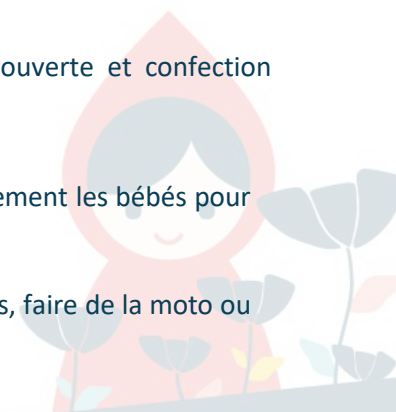 ouverte et confection
ement les bébés pour
s, faire de la moto ou